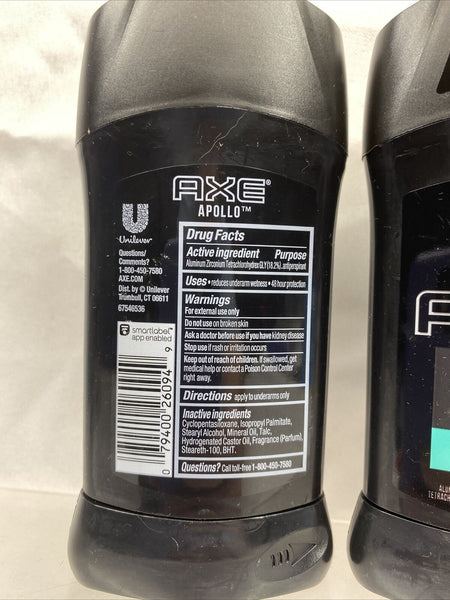 AXE®
APOLLO™
Unilever
Questions/
Comments?
1-800-450-7580
AXE.COM
Dist. by © Unilever
Trumbull, CT 06611
67546536
smartlabel™
app enabled
0 79400 26094 9
Drug Facts
Active ingredient Purpose
Aluminum Zirconium Tetrachlorohydrex GLY (18.2%). antiperspirant
Uses • reduces underarm wetness • 48 hour protection
Warnings
For external use only
Do not use on broken skin
Ask a doctor before use if you have kidney disease
Stop use if rash or irritation occurs
Keep out of reach of children. If swallowed, get
medical help or contact a Poison Control Center
right away.
Directions apply to underarms only
Inactive ingredients
Cyclopentasiloxane, Isopropyl Palmitate,
Stearyl Alcohol, Mineral Oil, Talc,
Hydrogenated Castor Oil, Fragrance (Parfum),
Steareth-100, BHT.
Questions? Call toll-free 1-800-450-7580
A
ALU
TETRACH